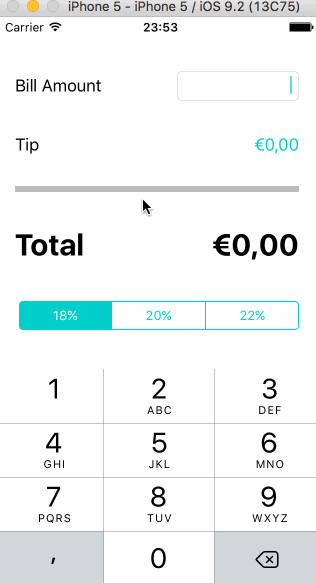 iPhone 5 - iPhone 5 / iOS 9.2 (13C75)
Carrier 23:53
Bill Amount
Tip €0,00
Total €0,00
18% 20% 22%
1 2 3
ABC DEF
4 5 6
GHI JKL MNO
7 8 9
PQRS TUV WXYZ
, 0